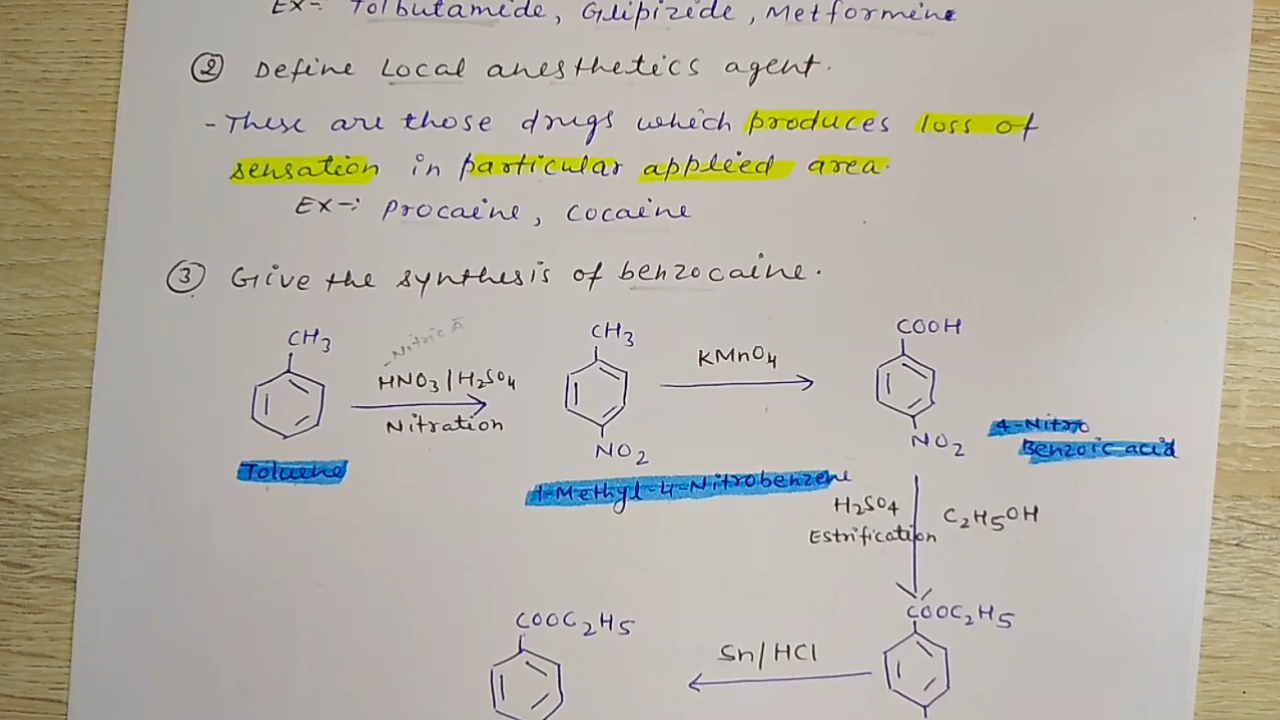 Ex-: Tolbutamide, Glipizide, Metformine
② Define Local anesthetics agent.
- These are those drugs which produces loss of
sensation in particular applied area.
Ex-: Procaine, Cocaine
③ Give the synthesis of benzocaine.
CH3
Nitric A
HNO3 / H2SO4
Nitration
Toluene
CH3
NO2
1-Methyl-4-Nitrobenzene
KMnO4
COOH
NO2
4-Nitro
Benzoic acid
H2SO4
Estrification
C2H5OH
COOC2H5
Sn/HCl
COOC2H5